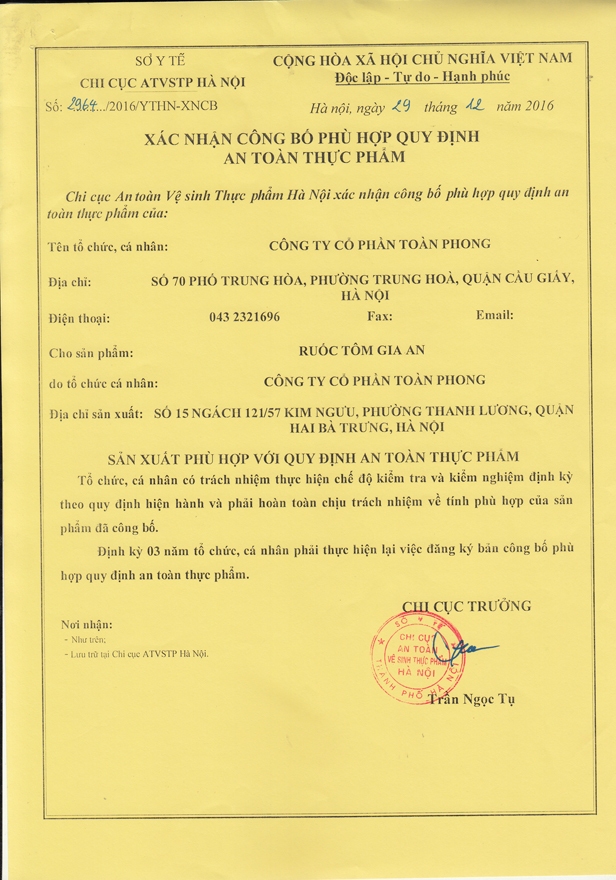 SỞ Y TẾ
CHI CỤC ATVSTP HÀ NỘI
Số: 2964.../2016/YTHN-XNCB
CỘNG HÒA XÃ HỘI CHỦ NGHĨA VIỆT NAM
Độc lập - Tự do - Hạnh phúc
Hà nội, ngày 29 tháng 12 năm 2016
XÁC NHẬN CÔNG BỐ PHÙ HỢP QUY ĐỊNH
AN TOÀN THỰC PHẨM
Chi cục An toàn Vệ sinh Thực phẩm Hà Nội xác nhận công bố phù hợp quy định an
toàn thực phẩm của:
Tên tổ chức, cá nhân: CÔNG TY CỔ PHẦN TOÀN PHONG
Địa chỉ: SỐ 70 PHỐ TRUNG HÒA, PHƯỜNG TRUNG HOÀ, QUẬN CẦU GIẤY,
HÀ NỘI
Điện thoại: 043 2321696 Fax: Email:
Cho sản phẩm: RUỐC TÔM GIA AN
do tổ chức cá nhân: CÔNG TY CỔ PHẦN TOÀN PHONG
Địa chỉ sản xuất: SỐ 15 NGÁCH 121/57 KIM NGƯU, PHƯỜNG THANH LƯƠNG, QUẬN
HAI BÀ TRƯNG, HÀ NỘI
SẢN XUẤT PHÙ HỢP VỚI QUY ĐỊNH AN TOÀN THỰC PHẨM
Tổ chức, cá nhân có trách nhiệm thực hiện chế độ kiểm tra và kiểm nghiệm định kỳ
theo quy định hiện hành và phải hoàn toàn chịu trách nhiệm về tính phù hợp của sản
phẩm đã công bố.
Định kỳ 03 năm tổ chức, cá nhân phải thực hiện lại việc đăng ký bản công bố phù
hợp quy định an toàn thực phẩm.
CHI CỤC TRƯỞNG
Nơi nhận:
- Như trên;
- Lưu trữ tại Chi cục ATVSTP Hà Nội.
SỞ Y TẾ
CHI CỤC
AN TOÀN
VỆ SINH THỰC PHẨM
HÀ NỘI
THÀNH PHỐ HÀ NỘI
Trần Ngọc Tụ